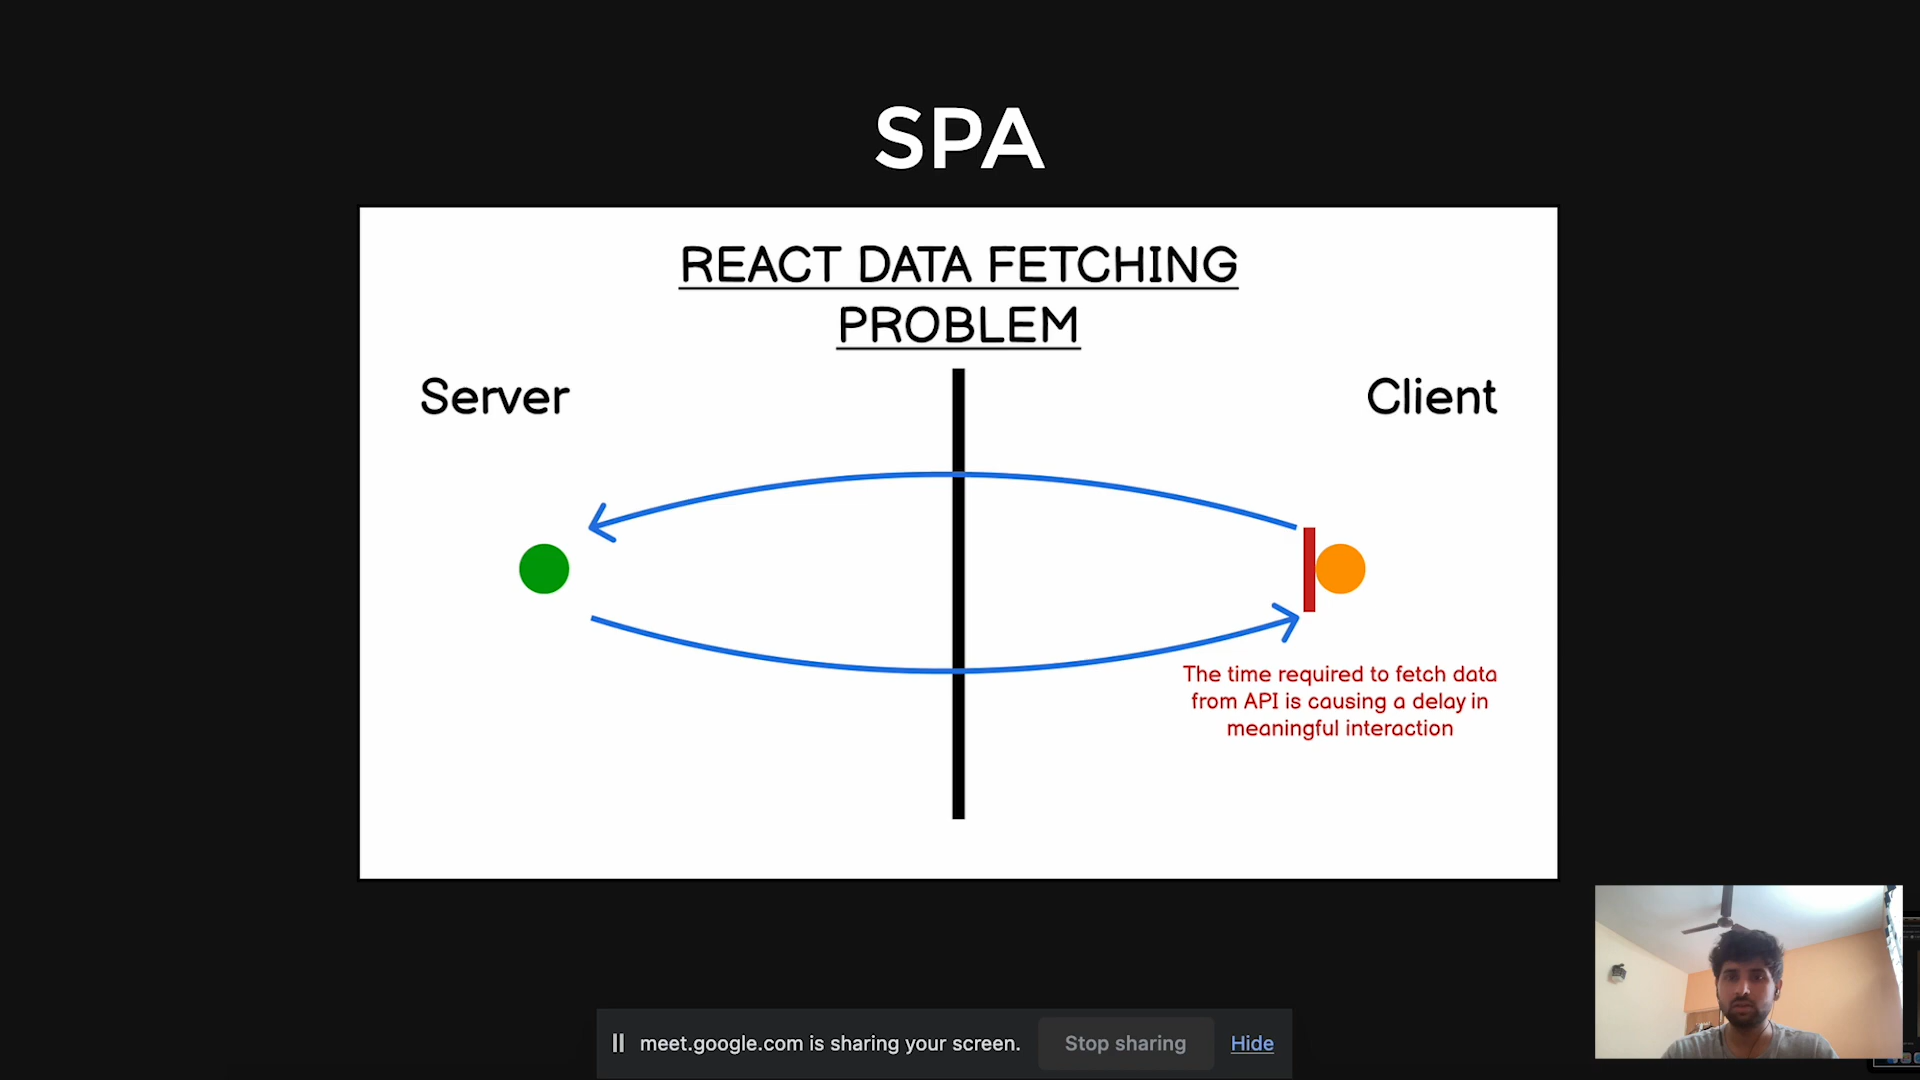 SPA
REACT DATA FETCHING
PROBLEM
Server
Client
The time required to fetch data
from API is causing a delay in
meaningful interaction
meet.google.com is sharing your screen.
Stop sharing
Hide